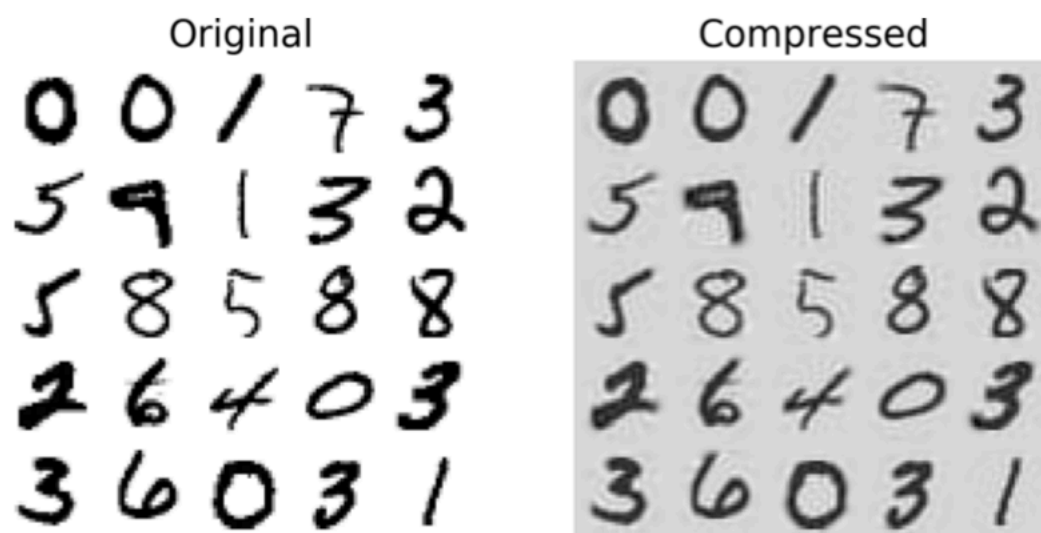 Original Compressed
0 0 1 7 3 0 0 1 7 3
5 9 1 3 2 5 9 1 3 2
5 8 5 8 8 5 8 5 8 8
2 6 4 0 3 2 6 4 0 3
3 6 0 3 1 3 6 0 3 1